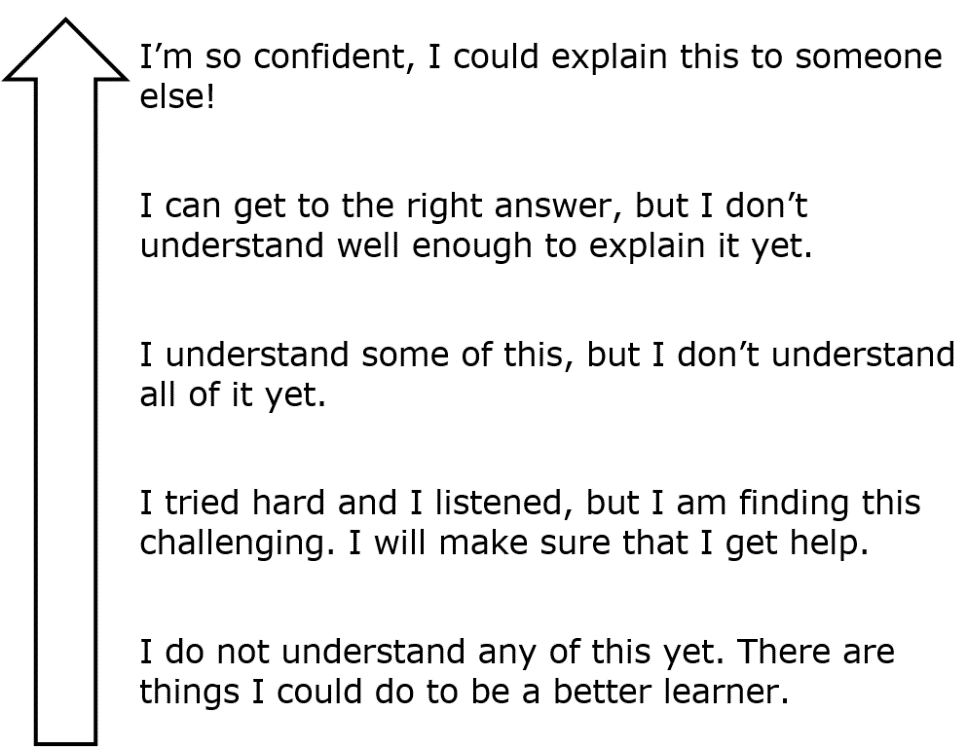 I’m so confident, I could explain this to someone
else!
I can get to the right answer, but I don’t
understand well enough to explain it yet.
I understand some of this, but I don’t understand
all of it yet.
I tried hard and I listened, but I am finding this
challenging. I will make sure that I get help.
I do not understand any of this yet. There are
things I could do to be a better learner.